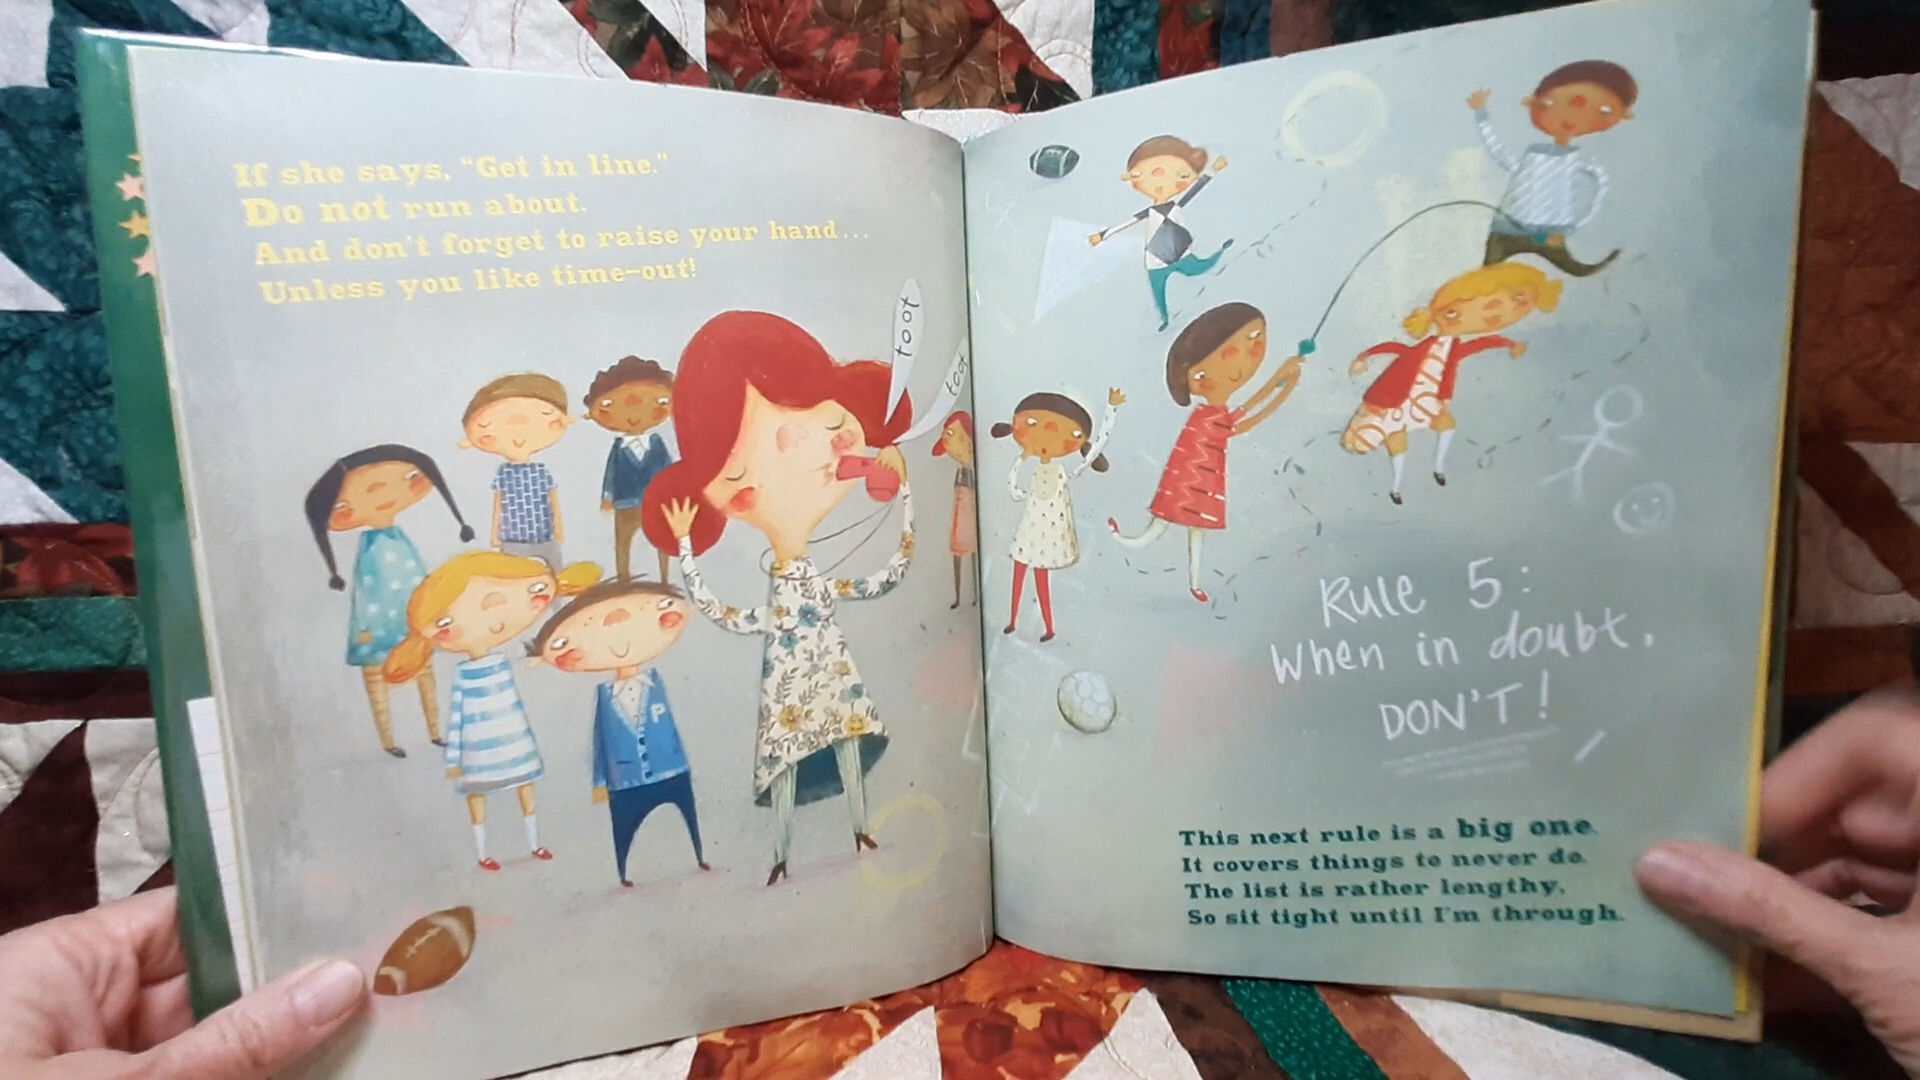 If she says, "Get in line."
Do not run about.
And don't forget to raise your hand...
Unless you like time-out!
toot
toot
P
Rule 5:
When in doubt,
DON'T!
This next rule is a big one.
It covers things to never do.
The list is rather lengthy,
So sit tight until I'm through.